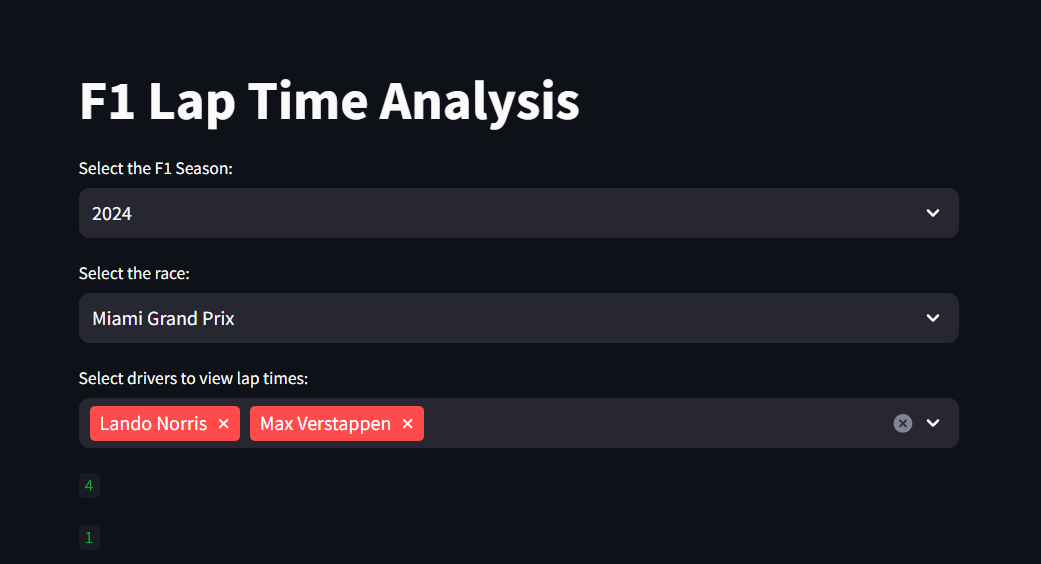 F1 Lap Time Analysis
Select the F1 Season:
2024
Select the race:
Miami Grand Prix
Select drivers to view lap times:
Lando Norris × Max Verstappen ×
4
1